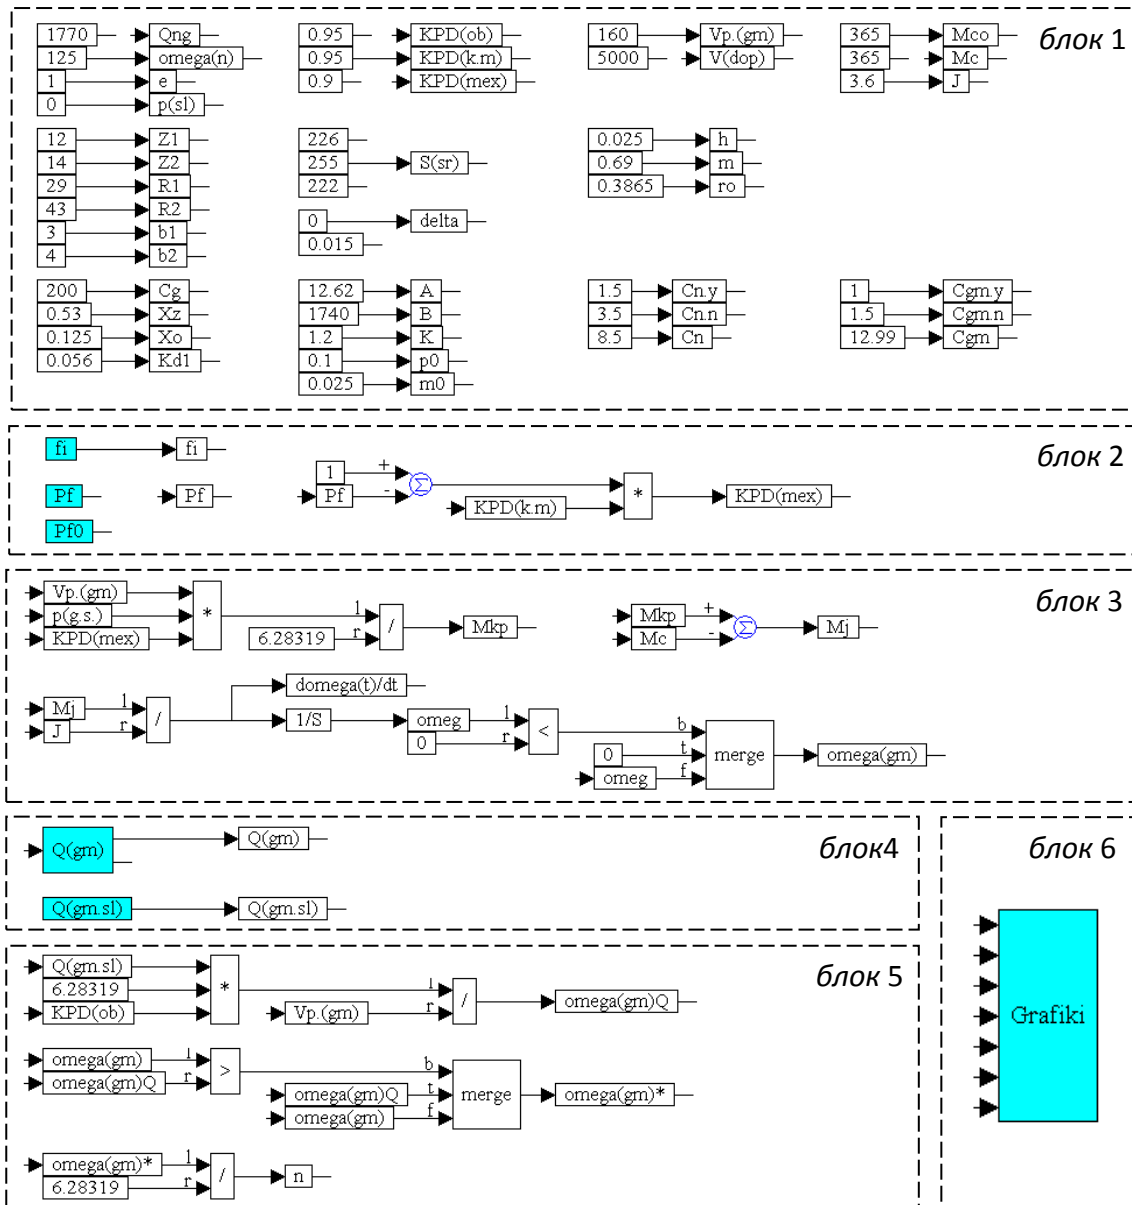 блок 1
1770 Qng 0.95 KPD(ob) 160 Vp.(gm) 365 Mco
125 omega(n) 0.95 KPD(k.m) 5000 V(dop) 365 Mc
1 e 0.9 KPD(mex) 3.6 J
0 p(sl)
12 Z1 226 0.025 h
14 Z2 255 S(sr) 0.69 m
29 R1 222 0.3865 ro
43 R2
3 b1 0 delta
4 b2 0.015
200 Cg 12.62 A 1.5 Cn.y 1 Cgm.y
0.53 Xz 1740 B 3.5 Cn.n 1.5 Cgm.n
0.125 Xo 1.2 K 8.5 Cn 12.99 Cgm
0.056 Kd1 0.1 p0
0.025 m0
блок 2
fi fi
1 +
Σ
Pf Pf Pf - * KPD(mex)
KPD(k.m)
Pf0
блок 3
Vp.(gm)
p(g.s.) * l Mkp +
KPD(mex) 6.28319 r / Mkp Mc - Σ Mj
domega(t)/dt
Mj l
J r / 1/S omeg l
0 r < b
0 t merge omega(gm)
omeg f
блок4
Q(gm) Q(gm)
Q(gm.sl) Q(gm.sl)
блок 5
Q(gm.sl)
6.28319 * l
KPD(ob) Vp.(gm) r / omega(gm)Q
omega(gm) l
omega(gm)Q r > b
omega(gm)Q t merge omega(gm)*
omega(gm) f
omega(gm)* l
6.28319 r / n
блок 6
Grafiki